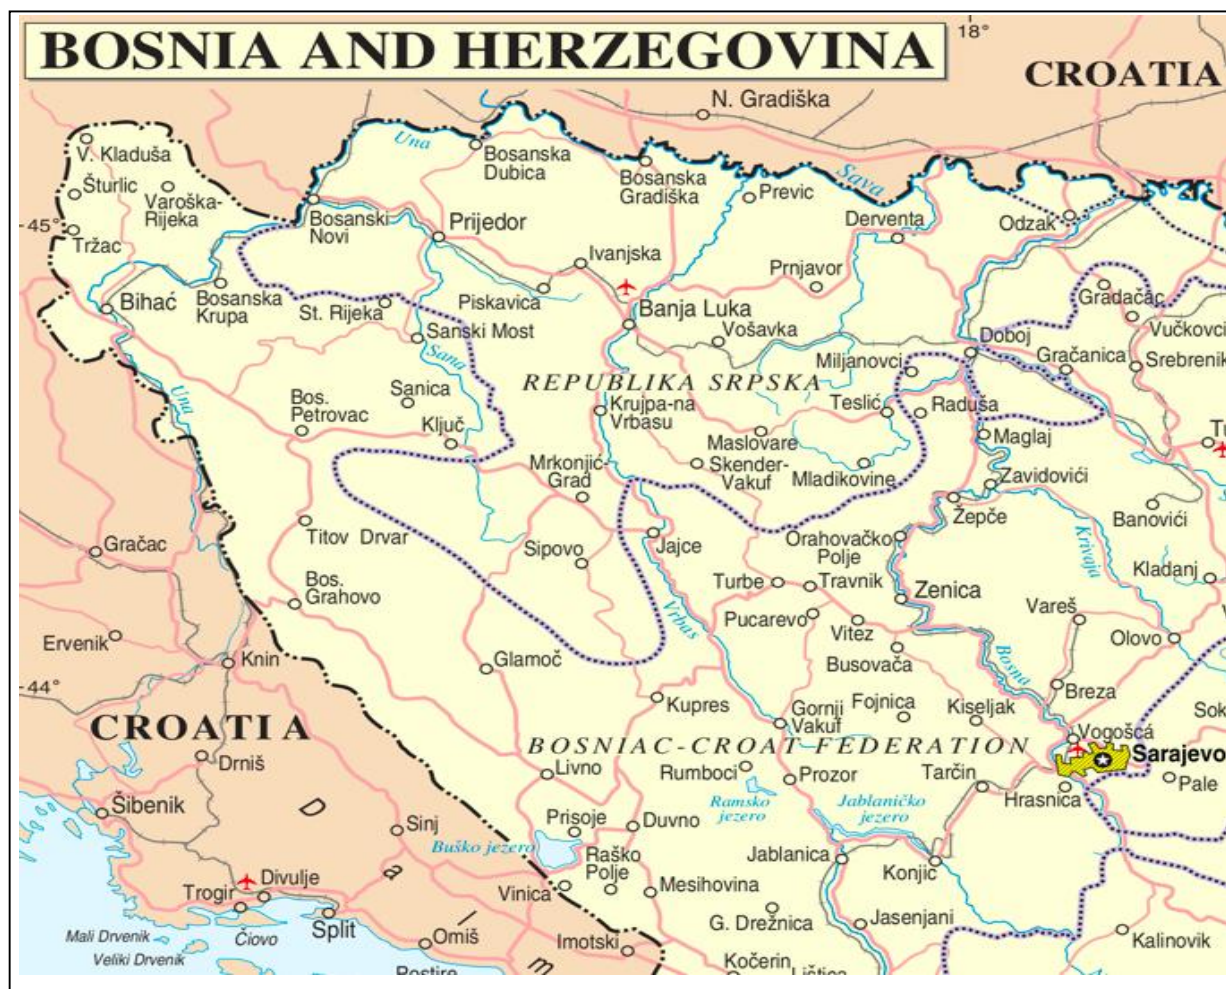 BOSNIA AND HERZEGOVINA
18°
CROATIA
N. Gradiška
V. Kladuša
Una
Bosanska
Dubica
Bosanska
Gradiška
Sava
Šturlic
Varoška-
Rijeka
Previc
Bosanski
Novi
Prijedor
Derventa
Odzak
45°
Tržac
Ivanjska
Prnjavor
Bihać
Bosanska
Krupa
St. Rijeka
Piskavica
Banja Luka
Gradačac
Vučkovci
Sanski Most
Vošavka
Doboj
Sana
Miljanovci
Gračanica
Srebrenik
Una
Sanica
REPUBLIKA SRPSKA
Bos.
Petrovac
Krujpa-na
Vrbasu
Teslić
Raduša
Ključ
Maslovare
Maglaj
Tu
Mrkonjić-
Grad
Skender-
Vakuf
Mladikovine
Zavidovići
Žepče
Banovići
Titov Drvar
Gračac
Sipovo
Jajce
Orahovačko
Polje
Krivaja
Kladanj
Turbe
Travnik
Bos.
Grahovo
Zenica
Vareš
Vrbas
Pucarevo
Vitez
Ervenik
Olovo
Knin
Glamoč
Busovača
Bosna
44°
Breza
Kupres
Gornji
Vakuf
Fojnica
Kiseljak
Sok
CROATIA
Vogošcá
BOSNIAC-CROAT FEDERATION
Sarajevo
Drniš
Livno
Rumboci
Prozor
Tarčin
Hrasnica
Pale
Šibenik
D
a
l
m
Sinj
Prisoje
Duvno
Ramsko
jezero
Jablaničko
jezero
Buško jezero
Raško
Polje
Jablanica
Konjic
Trogir
Divulje
Vinica
Mesihovina
G. Drežnica
Jasenjani
Split
Mali Drvenik
Čiovo
Omiš
Imotski
Kalinovik
Veliki Drvenik
Kočerin
Rostire
Lištica